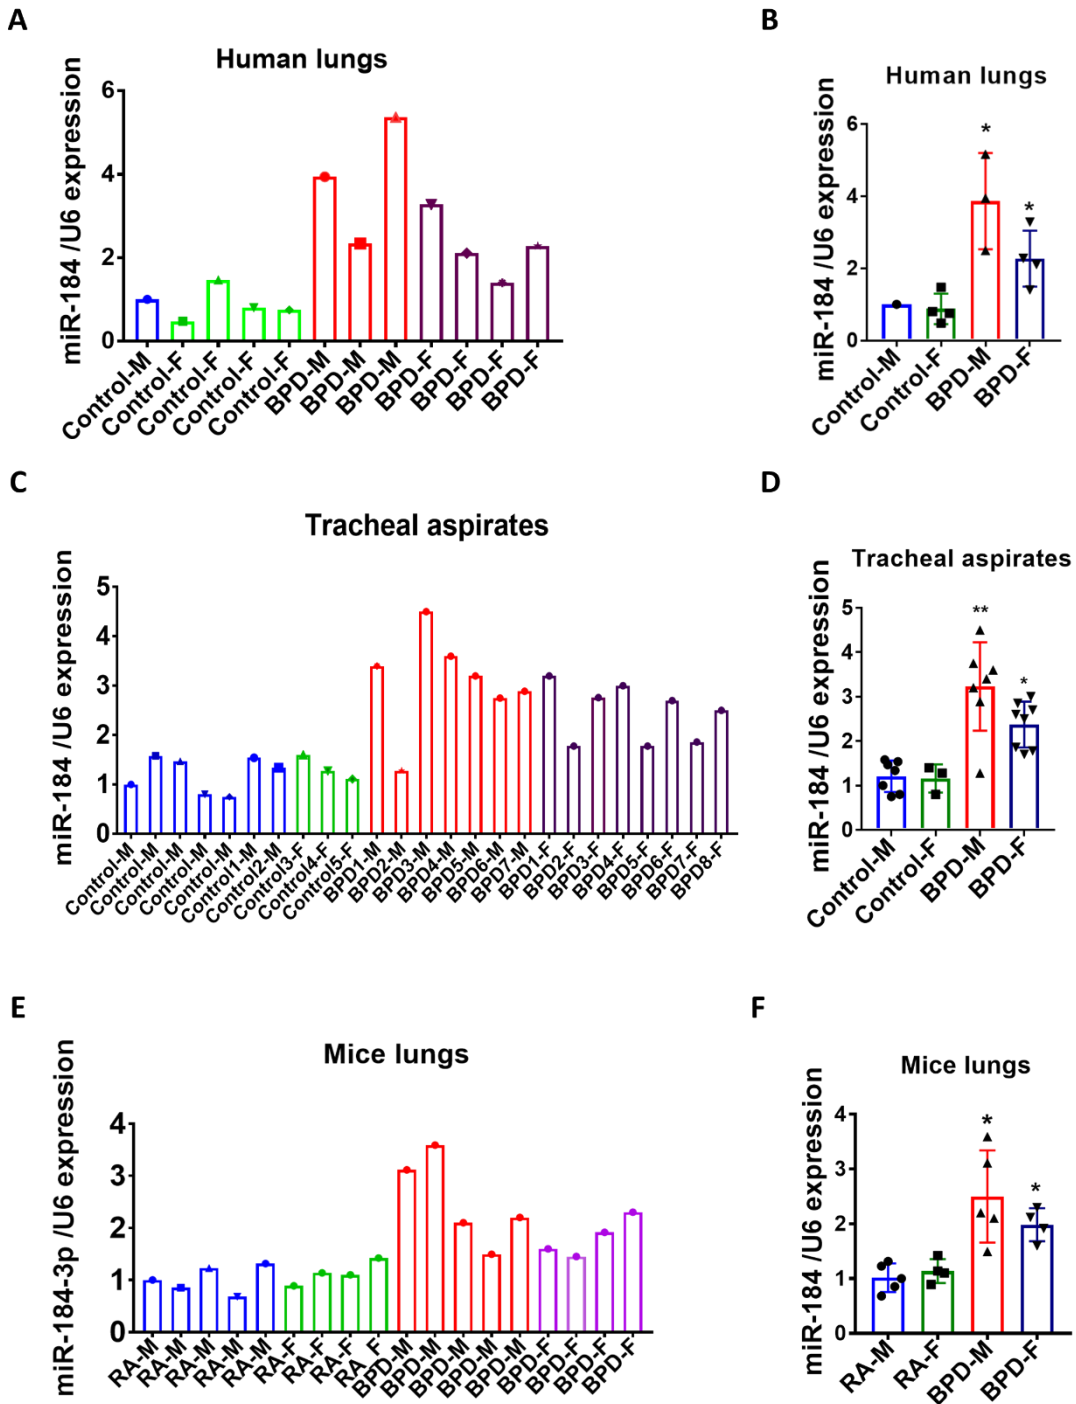 A
Human lungs
miR-184 /U6 expression
6
4
2
0
Control-M
Control-F
Control-F
Control-F
Control-F
BPD-M
BPD-M
BPD-M
BPD-F
BPD-F
BPD-F
BPD-F
B
Human lungs
miR-184 /U6 expression
6
4
2
0
*
*
Control-M
Control-F
BPD-M
BPD-F
C
Tracheal aspirates
miR-184 /U6 expression
5
4
3
2
1
0
Control-M
Control-M
Control-M
Control-M
Control-M
Control1-M
Control2-M
Control3-F
Control4-F
Control5-F
BPD1-M
BPD2-M
BPD3-M
BPD4-M
BPD5-M
BPD6-M
BPD7-M
BPD1-F
BPD2-F
BPD3-F
BPD4-F
BPD5-F
BPD6-F
BPD7-F
BPD8-F
D
Tracheal aspirates
miR-184 /U6 expression
5
4
3
2
1
0
**
*
Control-M
Control-F
BPD-M
BPD-F
E
Mice lungs
miR-184-3p /U6 expression
4
3
2
1
0
RA-M
RA-M
RA-M
RA-M
RA-M
RA-F
RA-F
RA-F
RA-F
BPD-M
BPD-M
BPD-M
BPD-M
BPD-M
BPD-F
BPD-F
BPD-F
BPD-F
F
Mice lungs
miR-184 /U6 expression
4
3
2
1
0
*
*
RA-M
RA-F
BPD-M
BPD-F